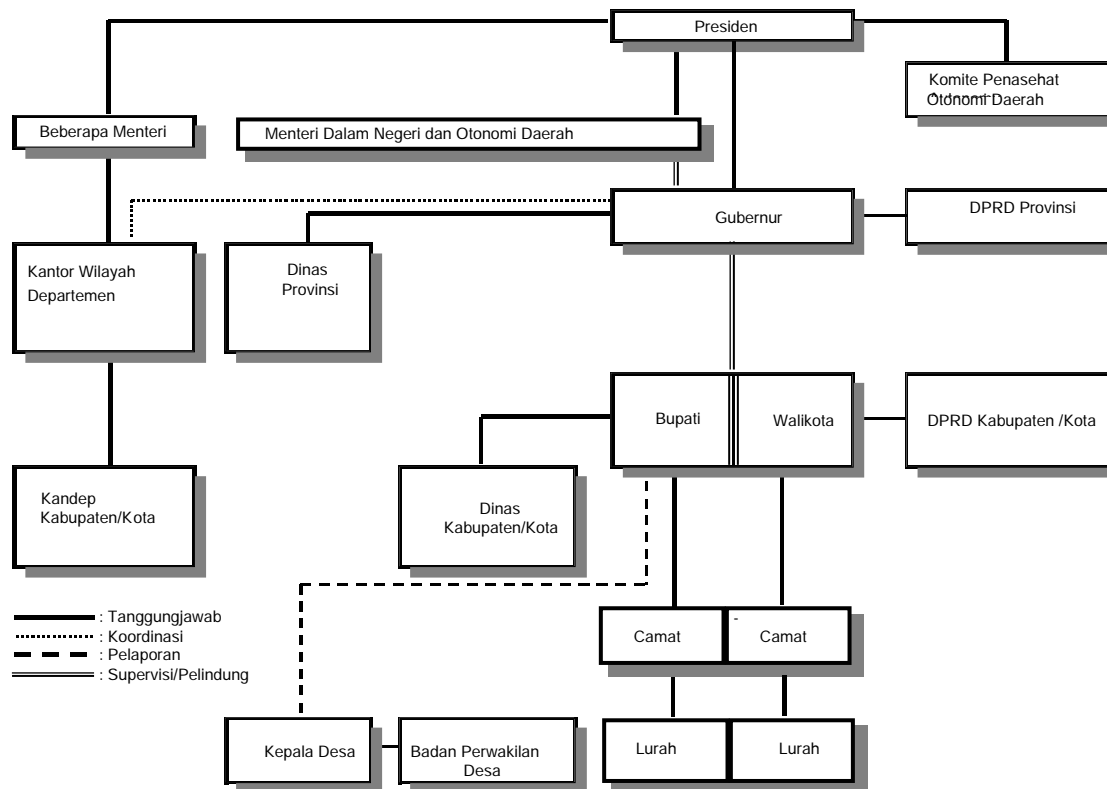 Presiden
Komite Penasehat
Otonomi Daerah
Beberapa Menteri
Menteri Dalam Negeri dan Otonomi Daerah
Gubernur
DPRD Provinsi
Kantor Wilayah
Departemen
Dinas
Provinsi
Bupati
Walikota
DPRD Kabupaten /Kota
Kandep
Kabupaten/Kota
Dinas
Kabupaten/Kota
: Tanggungjawab
: Koordinasi
: Pelaporan
: Supervisi/Pelindung
Camat
Camat
Kepala Desa
Badan Perwakilan
Desa
Lurah
Lurah